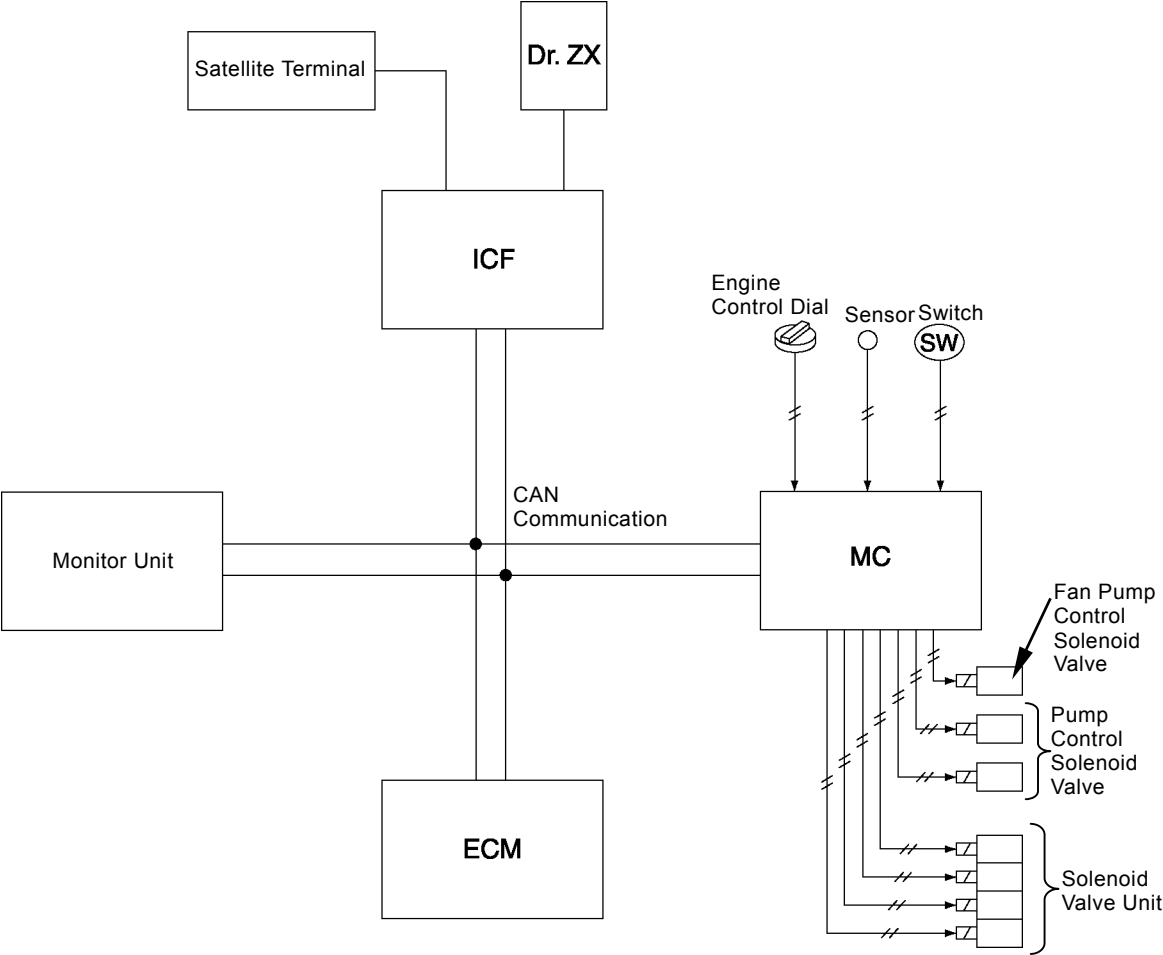 Dr. ZX
Satellite Terminal
ICF
Engine
Control Dial
Sensor
Switch
SW
CAN
Communication
Monitor Unit
MC
Fan Pump
Control
Solenoid
Valve
Pump
Control
Solenoid
Valve
ECM
Solenoid
Valve Unit